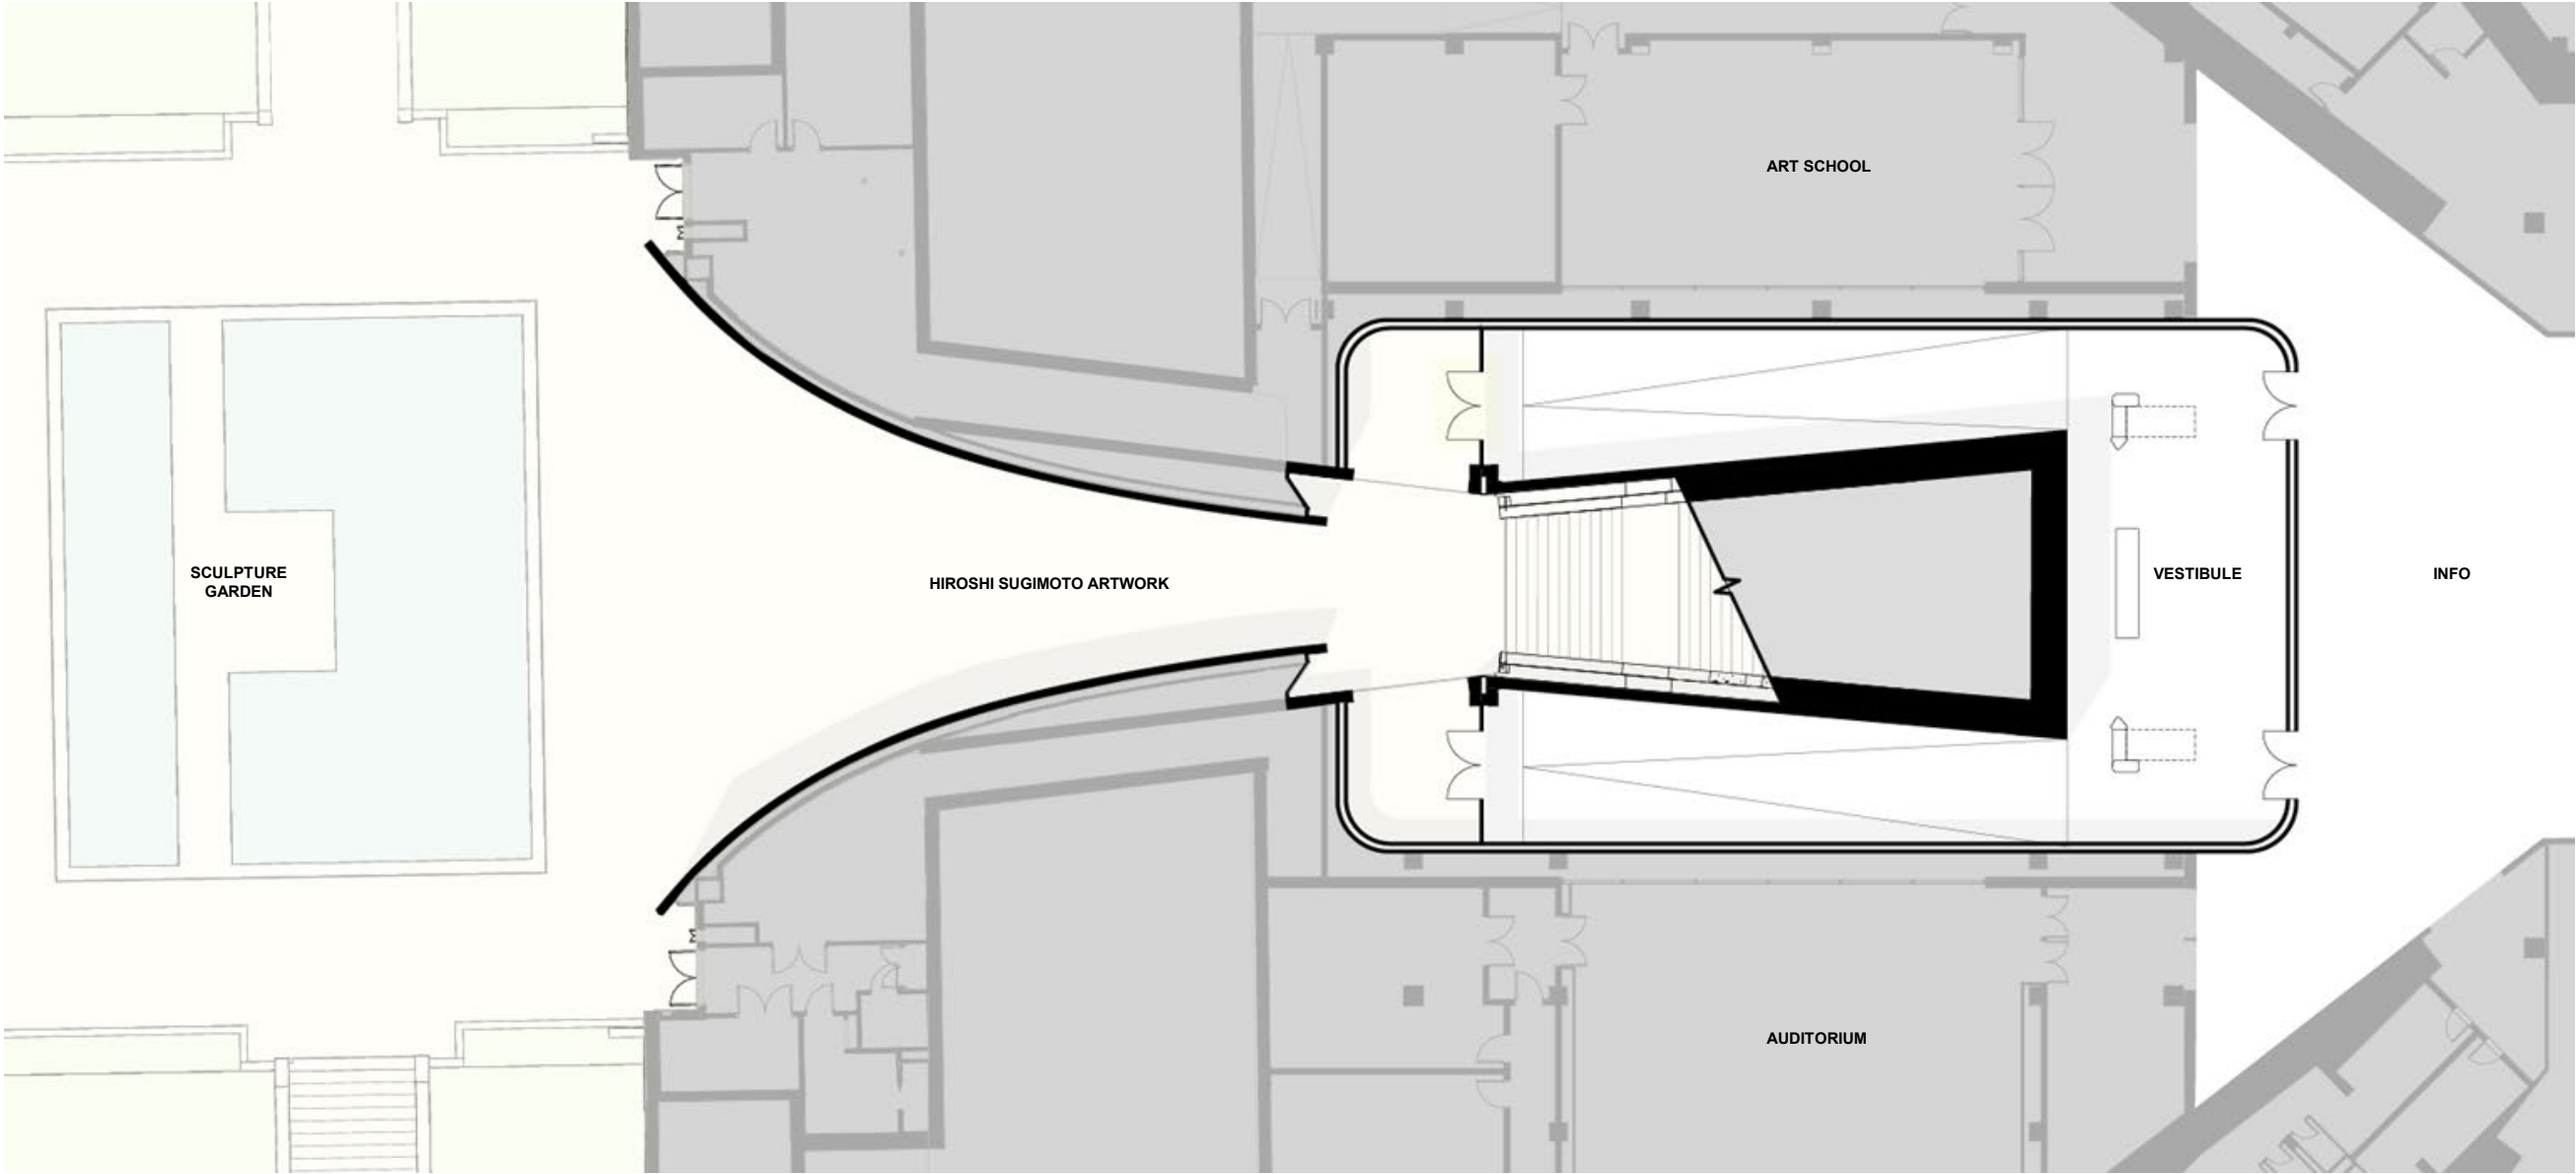 ART SCHOOL
SCULPTURE
GARDEN
HIROSHI SUGIMOTO ARTWORK
VESTIBULE
INFO
AUDITORIUM